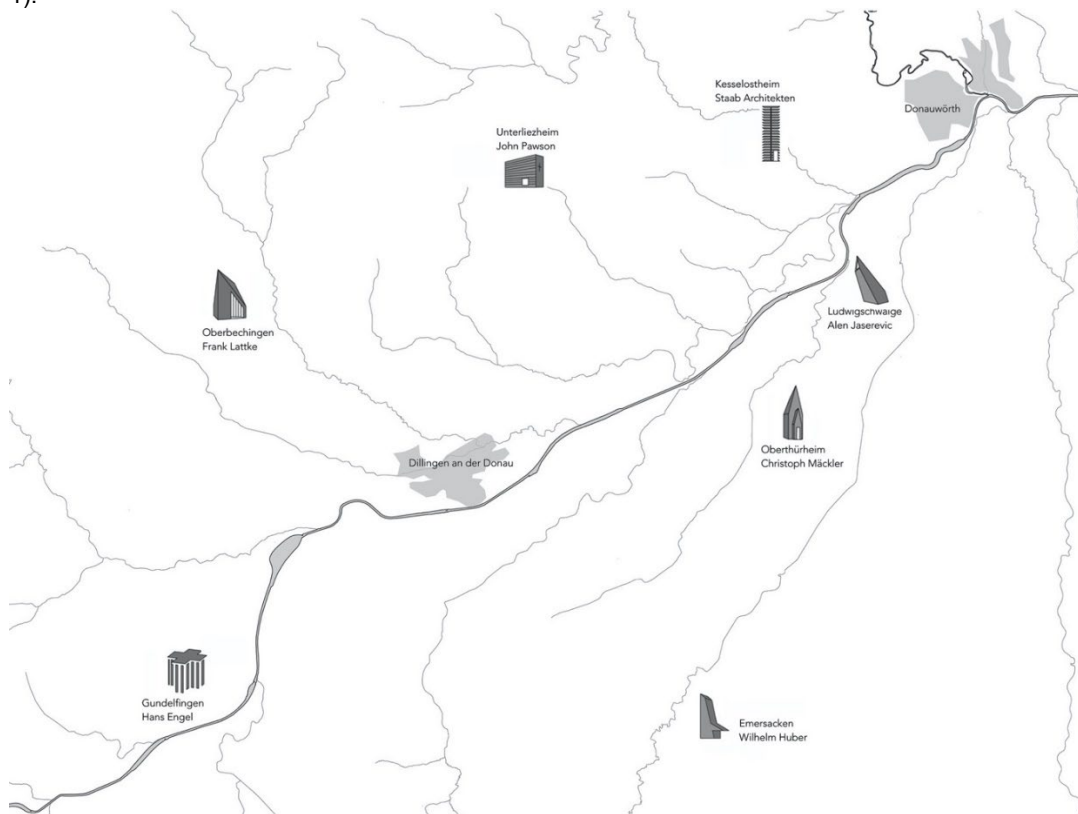 1).
Kesselostheim
Staab Architekten
Donauwörth
Unterliezheim
John Pawson
Oberbechingen
Frank Lattke
Ludwigschwaige
Alen Jaserevic
Oberthürheim
Christoph Mäckler
Dillingen an der Donau
Gundelfingen
Hans Engel
Emersacken
Wilhelm Huber